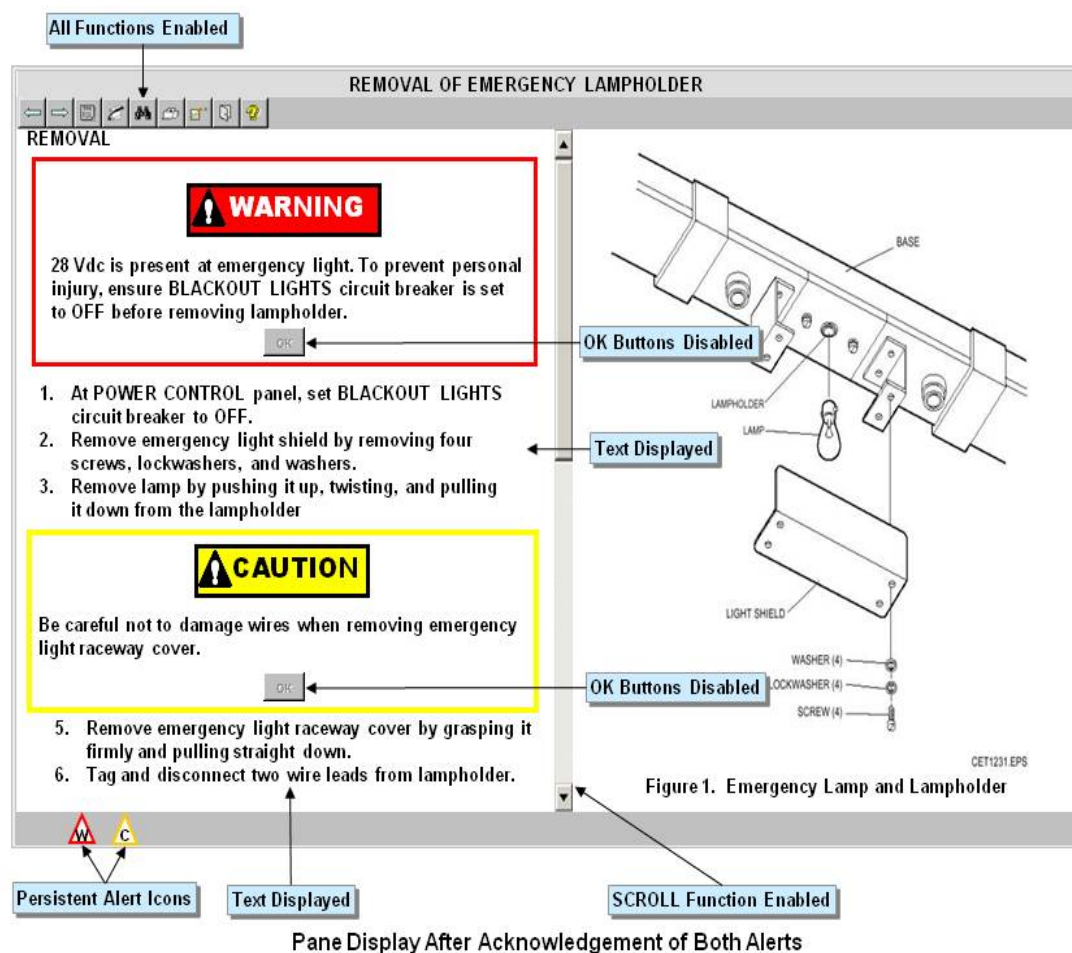 All Functions Enabled
REMOVAL OF EMERGENCY LAMPHOLDER
REMOVAL
WARNING
28 Vdc is present at emergency light. To prevent personal
injury, ensure BLACKOUT LIGHTS circuit breaker is set
to OFF before removing lampholder.
OK
OK Buttons Disabled
1. At POWER CONTROL panel, set BLACKOUT LIGHTS
circuit breaker to OFF.
2. Remove emergency light shield by removing four
screws, lockwashers, and washers.
3. Remove lamp by pushing it up, twisting, and pulling
it down from the lampholder
Text Displayed
CAUTION
Be careful not to damage wires when removing emergency
light raceway cover.
OK
OK Buttons Disabled
5. Remove emergency light raceway cover by grasping it
firmly and pulling straight down.
6. Tag and disconnect two wire leads from lampholder.
BASE
LAMPHOLDER
LAMP
LIGHT SHIELD
WASHER (4)
LOCKWASHER (4)
SCREW (4)
CET1231.EPS
Figure 1. Emergency Lamp and Lampholder
W
C
Persistent Alert Icons
Text Displayed
SCROLL Function Enabled
Pane Display After Acknowledgement of Both Alerts